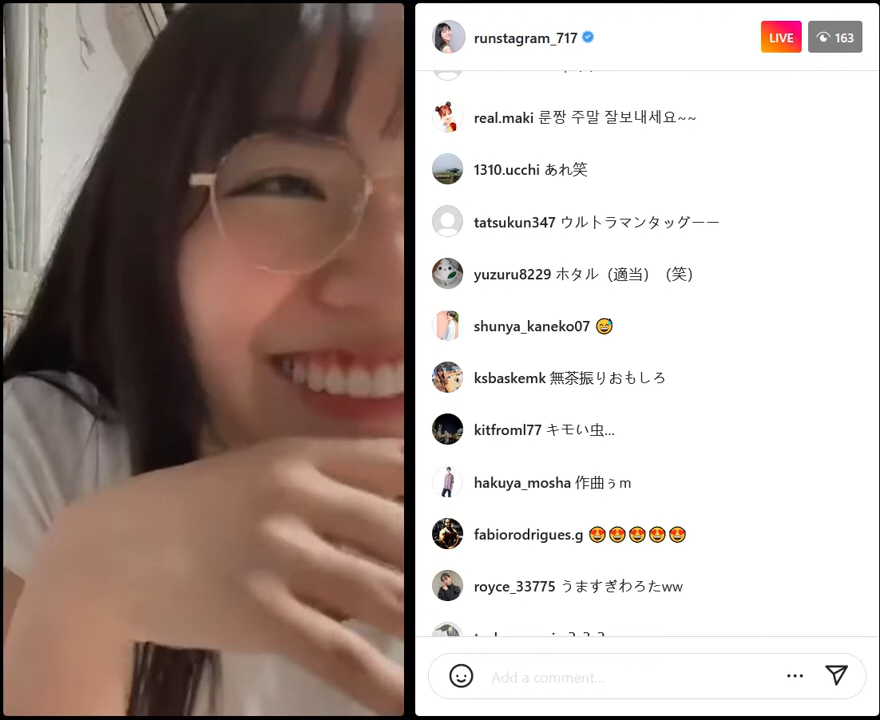 runstagram_717
LIVE
163
real.maki 룬짱 주말 잘보내세요~~
1310.ucchi あれ笑
tatsukun347 ウルトラマンタッグーー
yuzuru8229 ホタル（適当）（笑）
shunya_kaneko07 😅
ksbaskemk 無茶振りおもしろ
kitfroml77 キモい虫...
hakuya_mosha 作曲ぅm
fabiorodrigues.g 😍😍😍😍😍
royce_33775 うますぎわろたww
Add a comment...